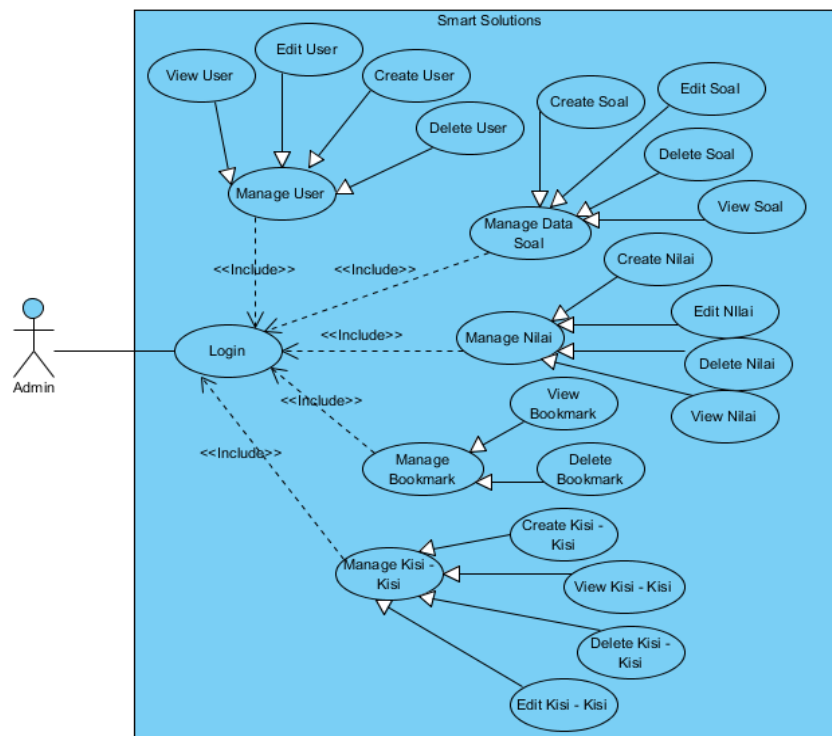 Smart Solutions
Edit User
View User
Create User
Delete User
Manage User
Create Soal
Edit Soal
Delete Soal
View Soal
Manage Data
Soal
<<Include>>
<<Include>>
Create Nilai
Edit NIlai
Manage Nilai
Delete Nilai
View Nilai
<<Include>>
Login
Admin
<<Include>>
View
Bookmark
Manage
Bookmark
Delete
Bookmark
<<Include>>
Create Kisi -
Kisi
Manage Kisi -
Kisi
View Kisi - Kisi
Delete Kisi -
Kisi
Edit Kisi - Kisi